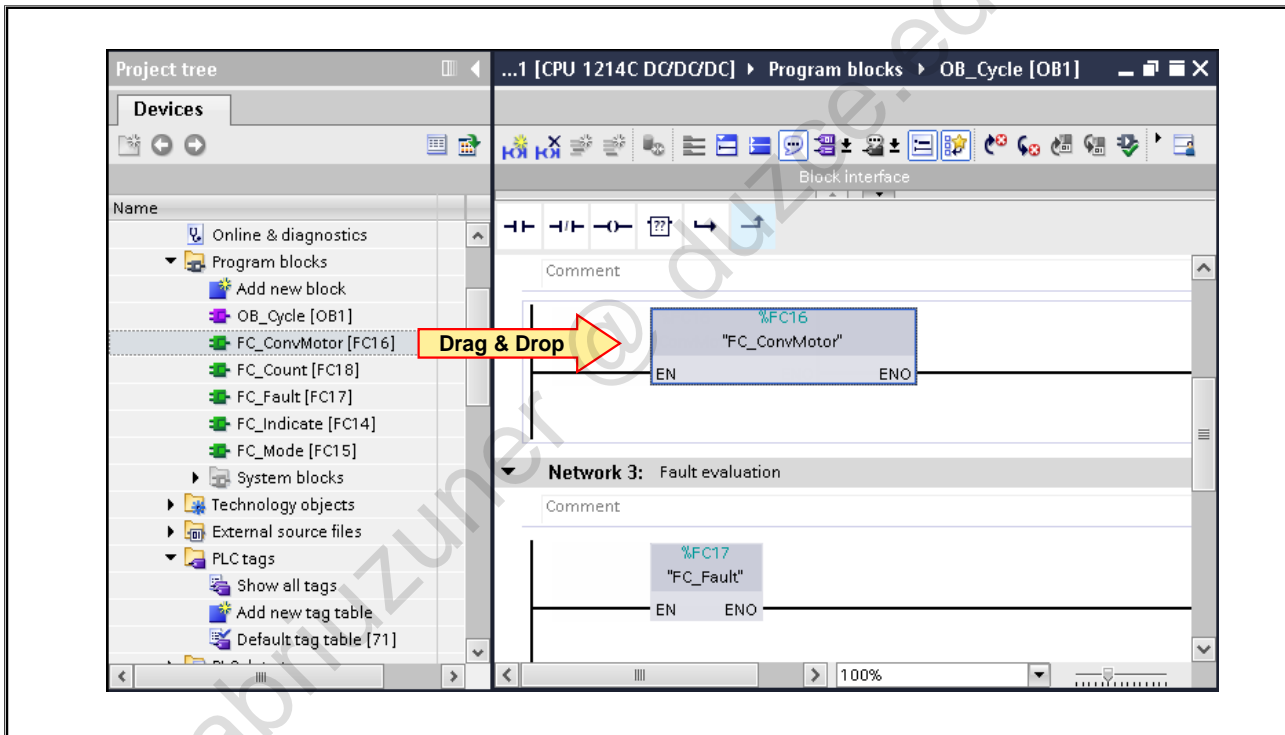 Project tree
Devices
Name
Online & diagnostics
Program blocks
Add new block
OB_Cycle [OB1]
FC_ConvMotor [FC16]
FC_Count [FC18]
FC_Fault [FC17]
FC_Indicate [FC14]
FC_Mode [FC15]
System blocks
Technology objects
External source files
PLC tags
Show all tags
Add new tag table
Default tag table [71]
Drag & Drop
...1 [CPU 1214C DC/DC/DC] ▸ Program blocks ▸ OB_Cycle [OB1]
Block interface
??
Comment
%FC16
"FC_ConvMotor"
EN ENO
Network 3: Fault evaluation
Comment
%FC17
"FC_Fault"
EN ENO
100%
abriuzuner @ duzce.ed